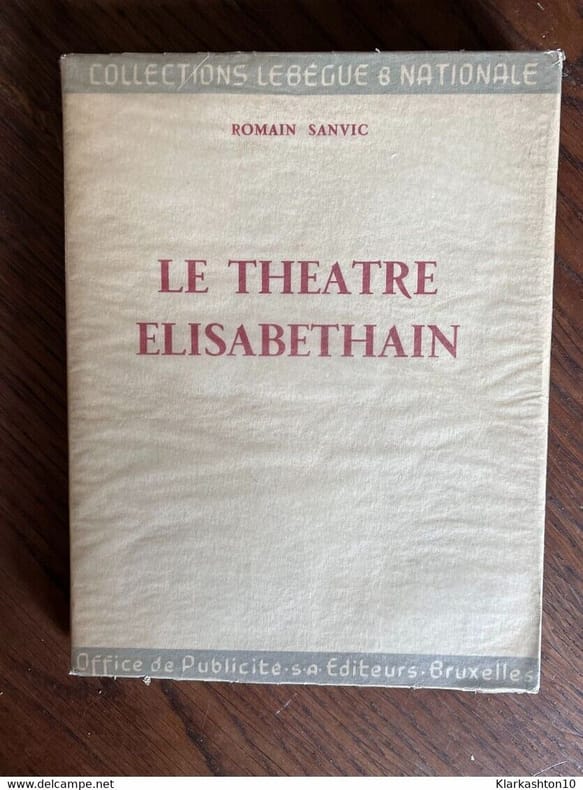 COLLECTIONS LEBÈGUE & NATIONALE
ROMAIN SANVIC
LE THEATRE
ELISABETHAIN
Office de Publicité · S·A· Editeurs · Bruxelles
www.delcampe.net
Klarkashton10